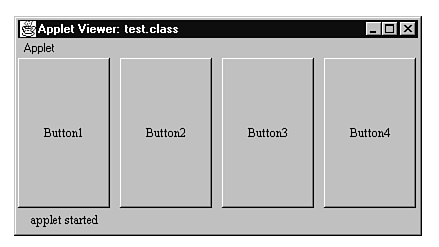 Applet Viewer: test.class
Applet
Button1 Button2 Button3 Button4
applet started